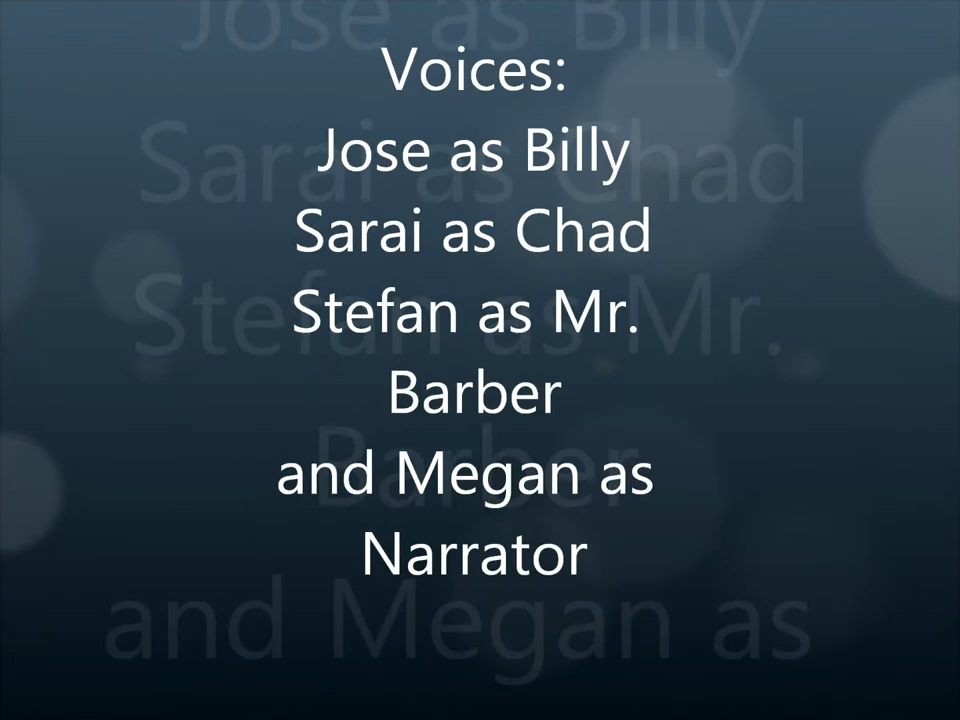 Voices:
Jose as Billy
Sarai as Chad
Stefan as Mr.
Barber
and Megan as
Narrator